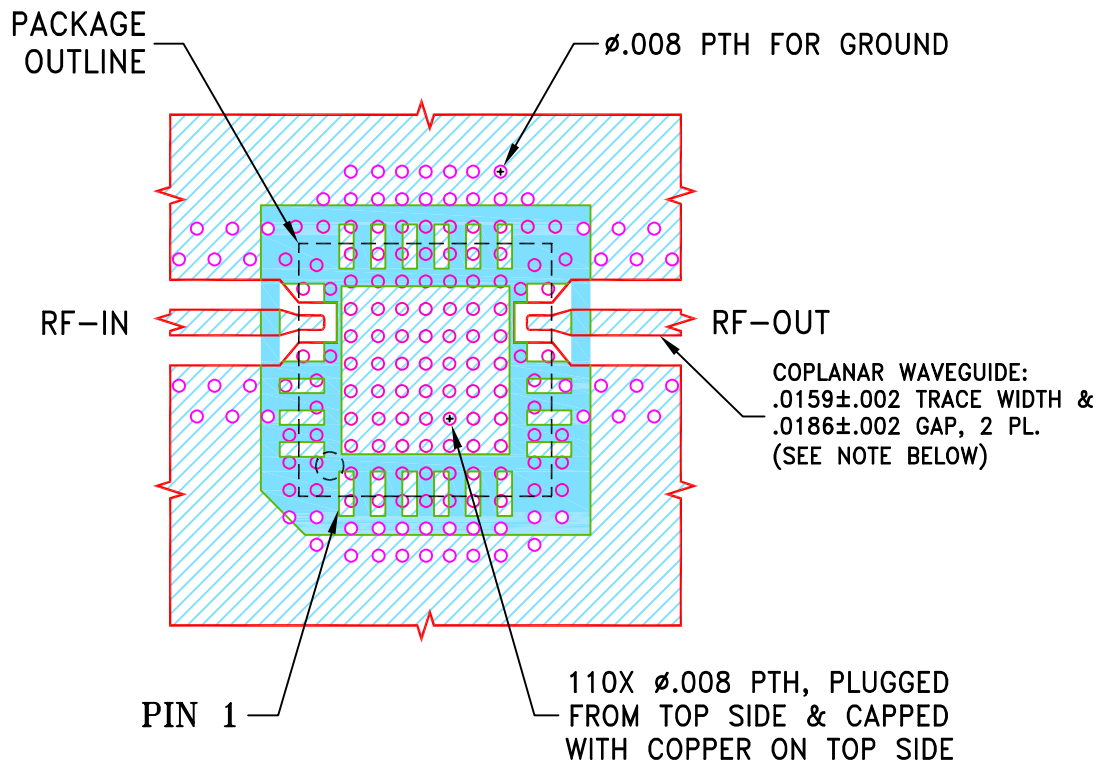 PACKAGE
OUTLINE
ø.008 PTH FOR GROUND
RF-IN
RF-OUT
COPLANAR WAVEGUIDE:
.0159±.002 TRACE WIDTH &
.0186±.002 GAP, 2 PL.
(SEE NOTE BELOW)
PIN 1
110X ø.008 PTH, PLUGGED
FROM TOP SIDE & CAPPED
WITH COPPER ON TOP SIDE